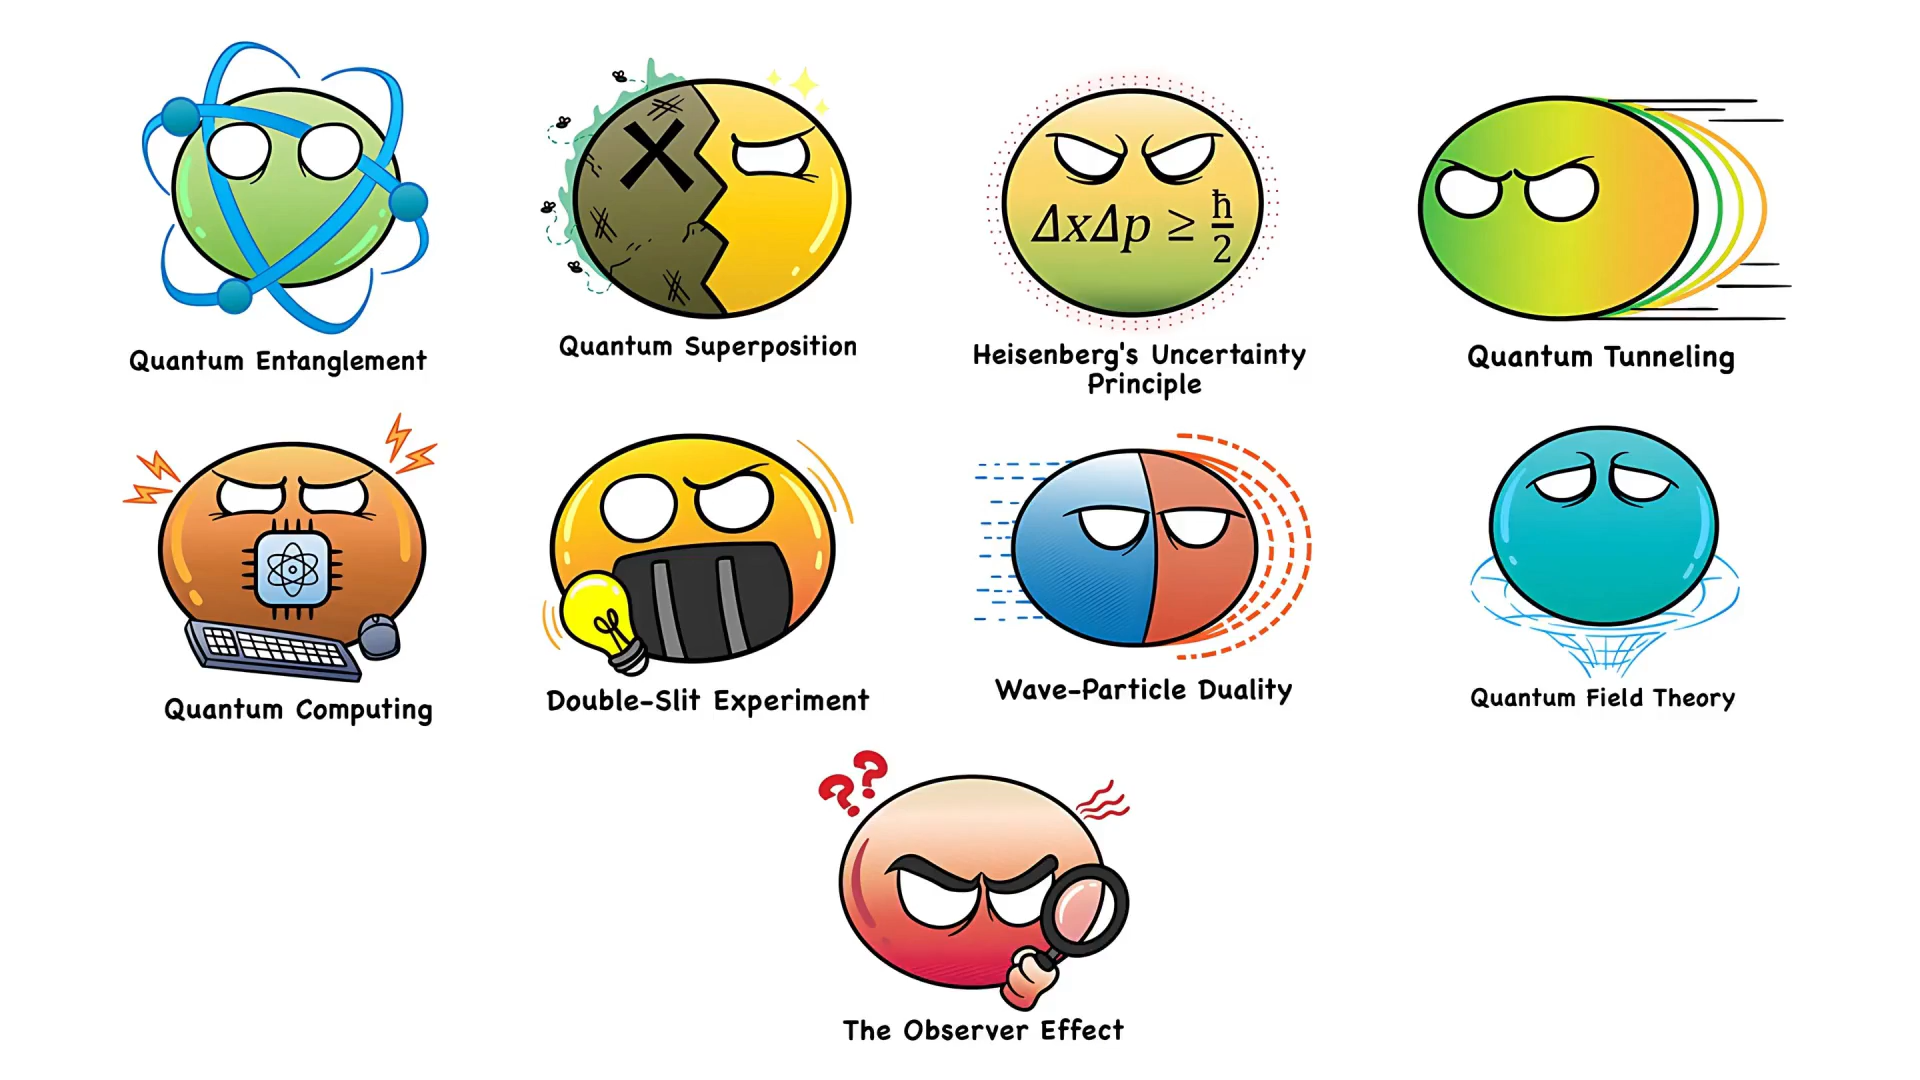 Quantum Entanglement
Quantum Superposition
ΔxΔp ≥ ħ/2
Heisenberg's Uncertainty
Principle
Quantum Tunneling
Quantum Computing
Double-Slit Experiment
Wave-Particle Duality
Quantum Field Theory
??
The Observer Effect